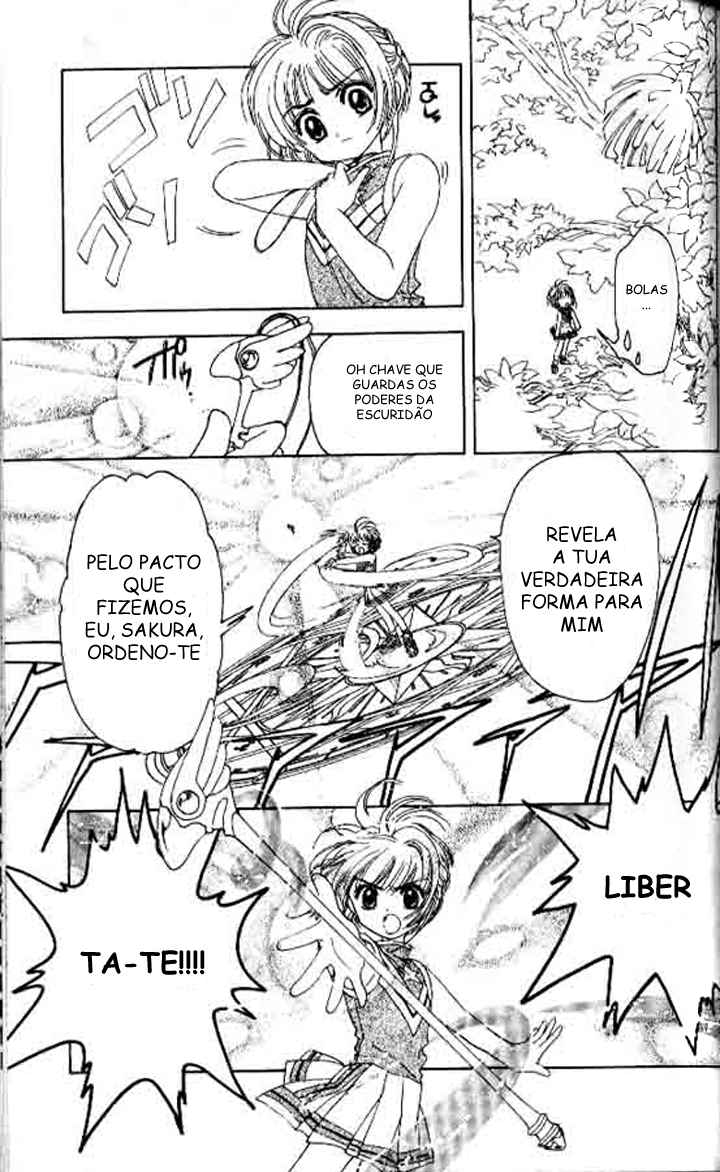 BOLAS
...
OH CHAVE QUE
GUARDAS OS
PODERES DA
ESCURIDÃO
REVELA
A TUA
VERDADEIRA
FORMA PARA
MIM
PELO PACTO
QUE
FIZEMOS,
EU, SAKURA,
ORDENO-TE
LIBER
TA-TE!!!!